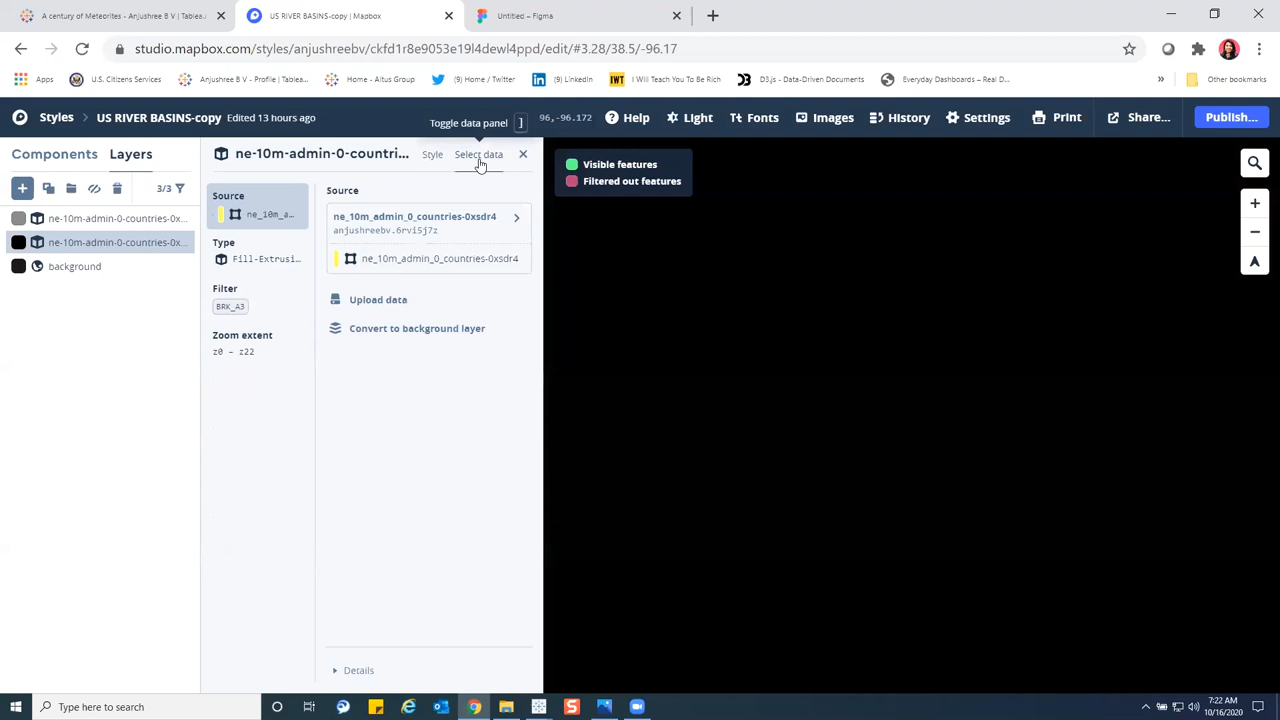 A century of Meteorites - Anjushree B V | Tablea
US RIVER BASINS-copy | Mapbox
Untitled – Figma
studio.mapbox.com/styles/anjushreebv/ckfd1r8e9053e19l4dewl4ppd/edit/#3.28/38.5/-96.17
Apps
U.S. Citizens Services
Anjushree B V - Profile | Tablea...
Home - Altus Group
(9) Home / Twitter
(9) LinkedIn
I Will Teach You To Be Rich
D3.js - Data-Driven Documents
Everyday Dashboards – Real D...
»
Other bookmarks
Styles
US RIVER BASINS-copy Edited 13 hours ago
Toggle data panel ]
96,-96.172
Help
Light
Fonts
Images
History
Settings
Print
Share...
Publish...
Components
Layers
ne-10m-admin-0-countri...
Style
Select data
Visible features
Filtered out features
3/3
ne-10m-admin-0-countries-0x...
ne-10m-admin-0-countries-0x...
background
Source
ne_10m_a…
Type
Fill-Extrusi…
Filter
BRK_A3
Zoom extent
z0 – z22
Source
ne_10m_admin_0_countries-0xsdr4
anjushreebv.6rvi5j7z
ne_10m_admin_0_countries-0xsdr4
Upload data
Convert to background layer
Details
Type here to search
7:22 AM
10/16/2020